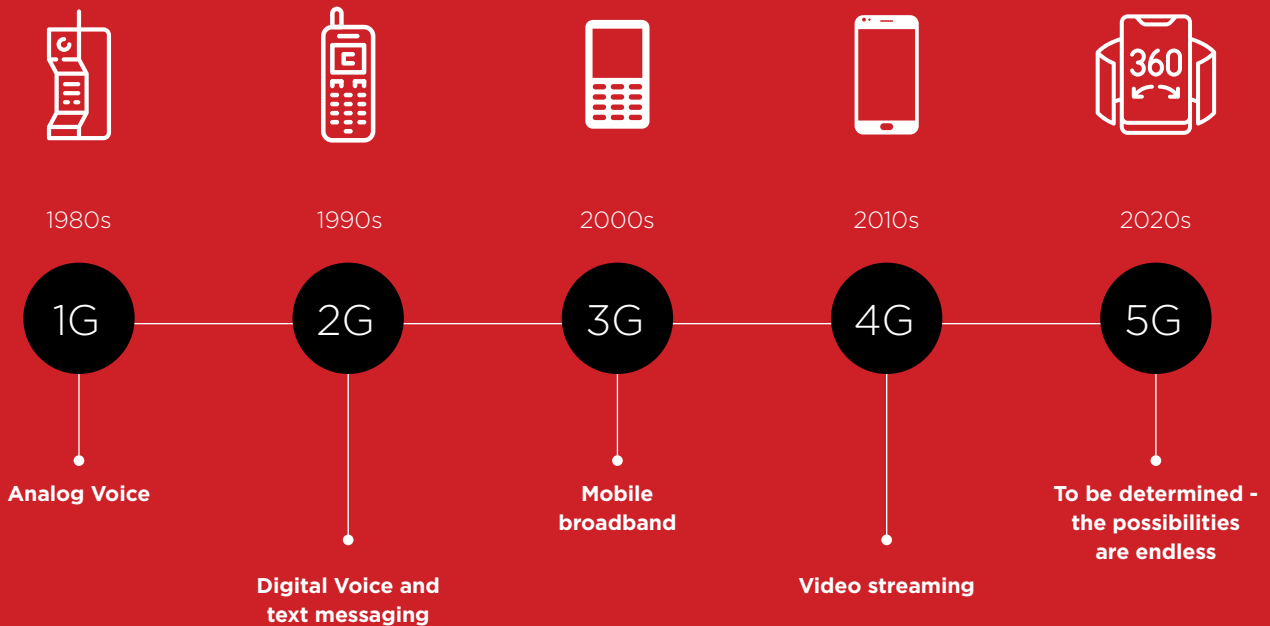 360
1980s
1990s
2000s
2010s
2020s
1G
2G
3G
4G
5G
Analog Voice
Digital Voice and
text messaging
Mobile
broadband
Video streaming
To be determined -
the possibilities
are endless